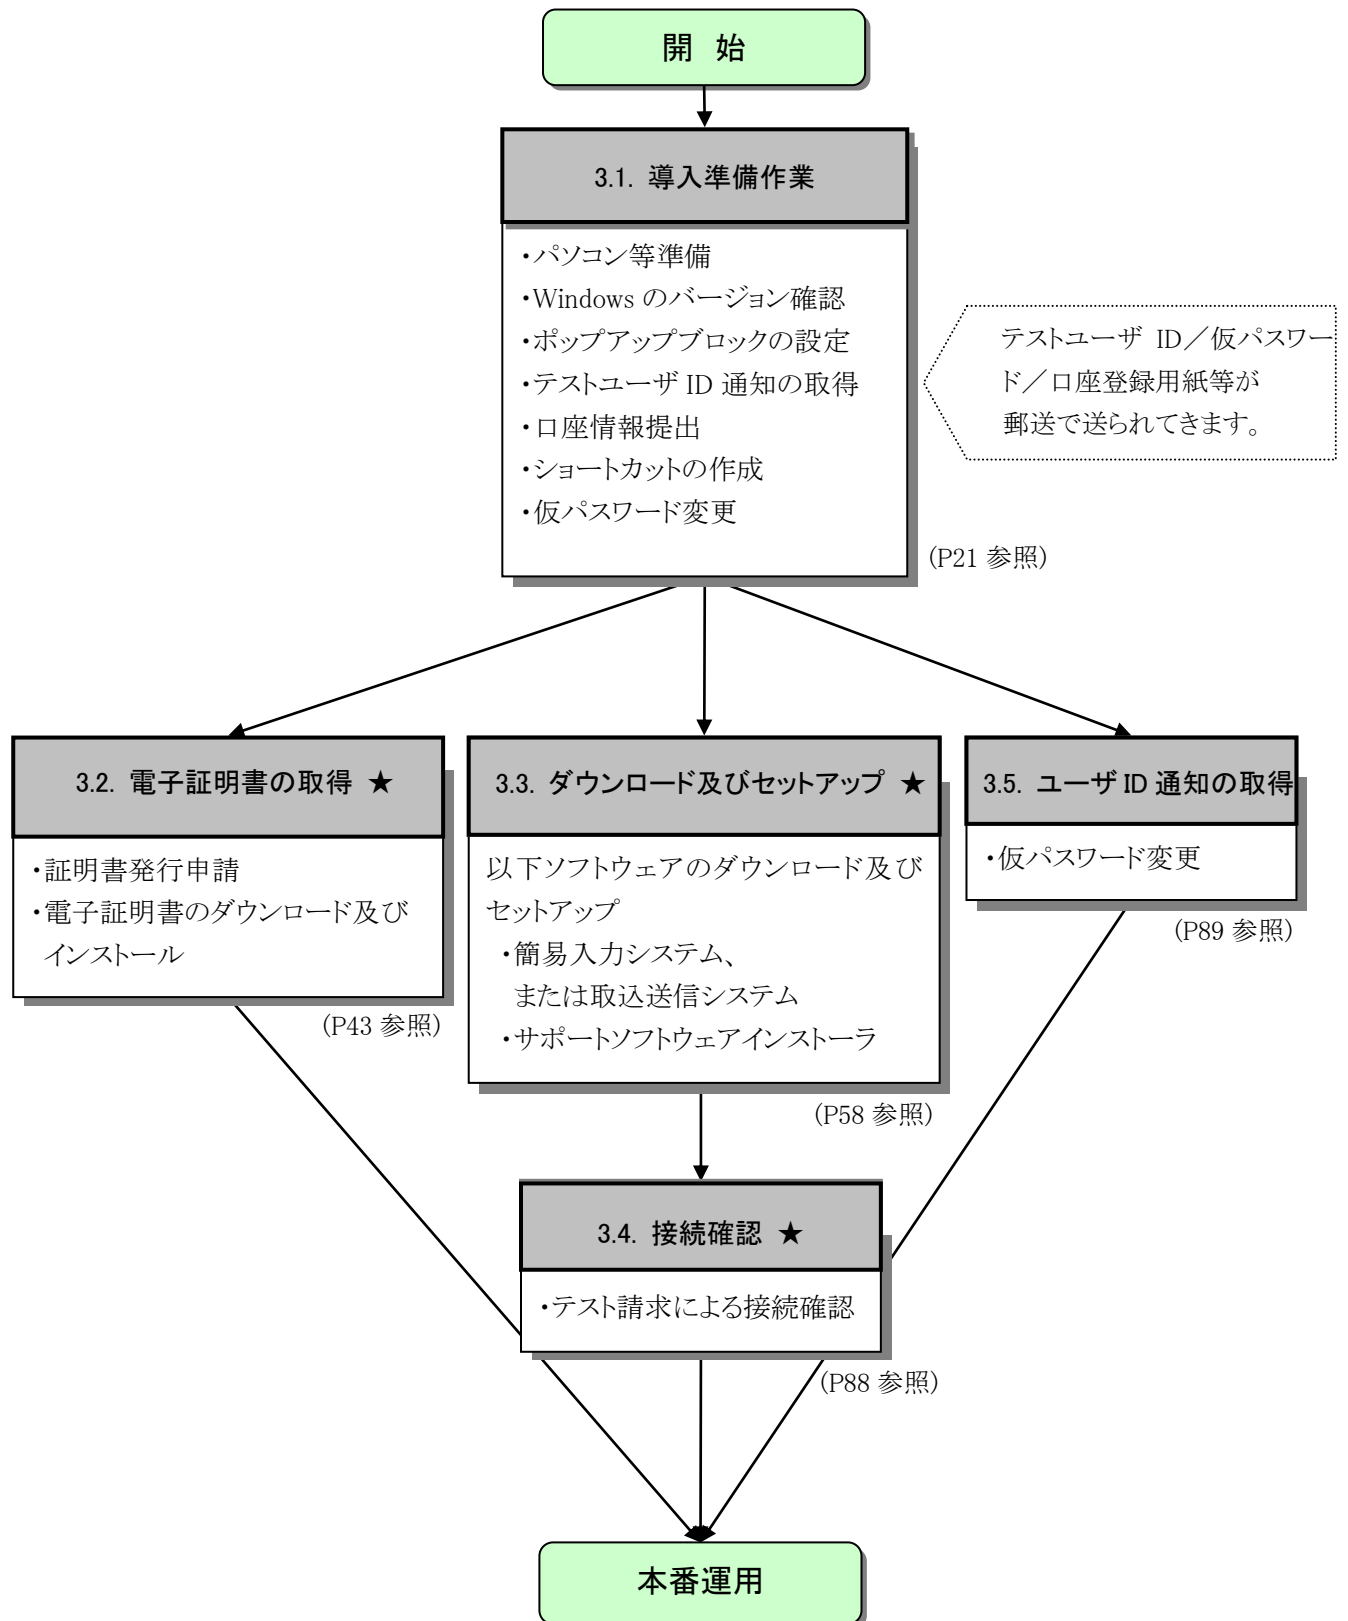 開 始
3.1. 導入準備作業
・パソコン等準備
・Windows のバージョン確認
・ポップアップブロックの設定
・テストユーザ ID 通知の取得
・口座情報提出
・ショートカットの作成
・仮パスワード変更
テストユーザ ID／仮パスワー
ド／口座登録用紙等が
郵送で送られてきます。
(P21 参照)
3.2. 電子証明書の取得 ★
・証明書発行申請
・電子証明書のダウンロード及び
インストール
(P43 参照)
3.3. ダウンロード及びセットアップ ★
以下ソフトウェアのダウンロード及び
セットアップ
・簡易入力システム、
または取込送信システム
・サポートソフトウェアインストーラ
(P58 参照)
3.5. ユーザ ID 通知の取得
・仮パスワード変更
(P89 参照)
3.4. 接続確認 ★
・テスト請求による接続確認
(P88 参照)
本番運用